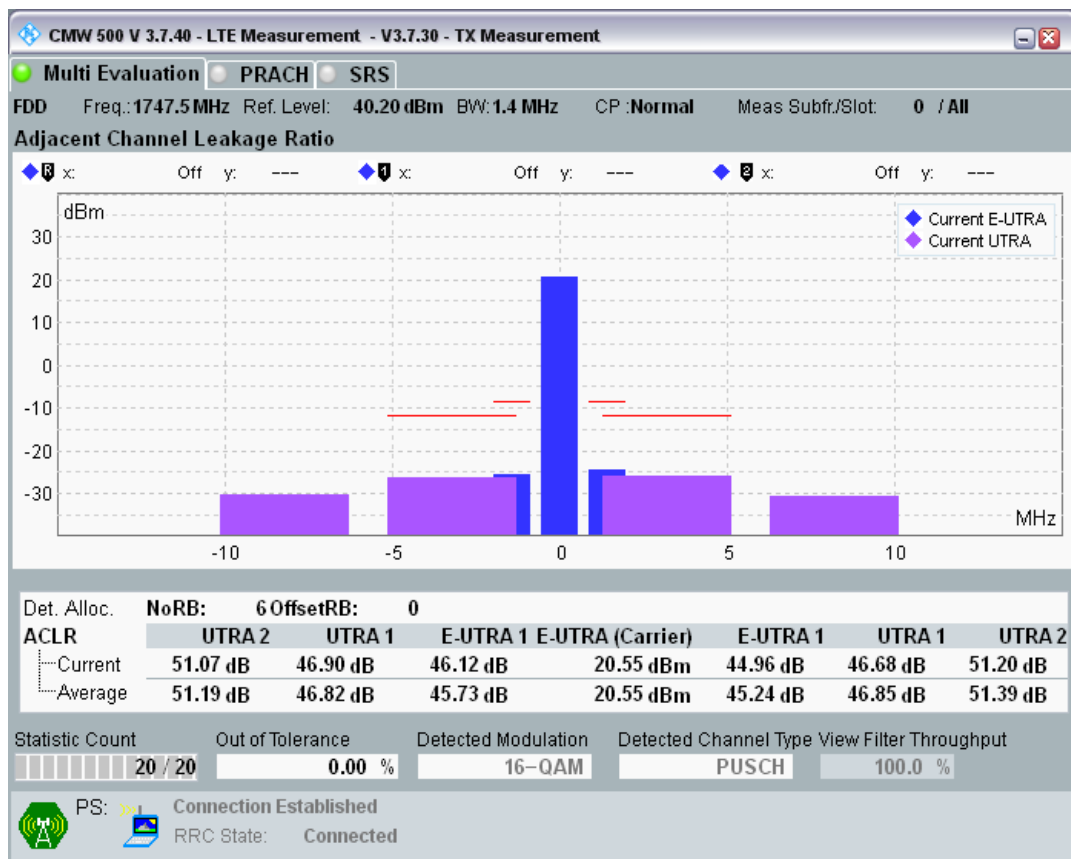 CMW 500 V 3.7.40 - LTE Measurement - V3.7.30 - TX Measurement
Multi Evaluation PRACH SRS
FDD Freq.: 1747.5 MHz Ref. Level: 40.20 dBm BW: 1.4 MHz CP :Normal Meas Subfr./Slot: 0 / All
Adjacent Channel Leakage Ratio
R x: Off y: --- 1 x: Off y: --- 2 x: Off y: ---
dBm
Current E-UTRA
Current UTRA
30
20
10
0
-10
-20
-30
MHz
-10 -5 0 5 10
Det. Alloc. NoRB: 6 OffsetRB: 0
ACLR UTRA 2 UTRA 1 E-UTRA 1 E-UTRA (Carrier) E-UTRA 1 UTRA 1 UTRA 2
Current 51.07 dB 46.90 dB 46.12 dB 20.55 dBm 44.96 dB 46.68 dB 51.20 dB
Average 51.19 dB 46.82 dB 45.73 dB 20.55 dBm 45.24 dB 46.85 dB 51.39 dB
Statistic Count Out of Tolerance Detected Modulation Detected Channel Type View Filter Throughput
20 / 20 0.00 % 16-QAM PUSCH 100.0 %
PS: Connection Established
RRC State: Connected